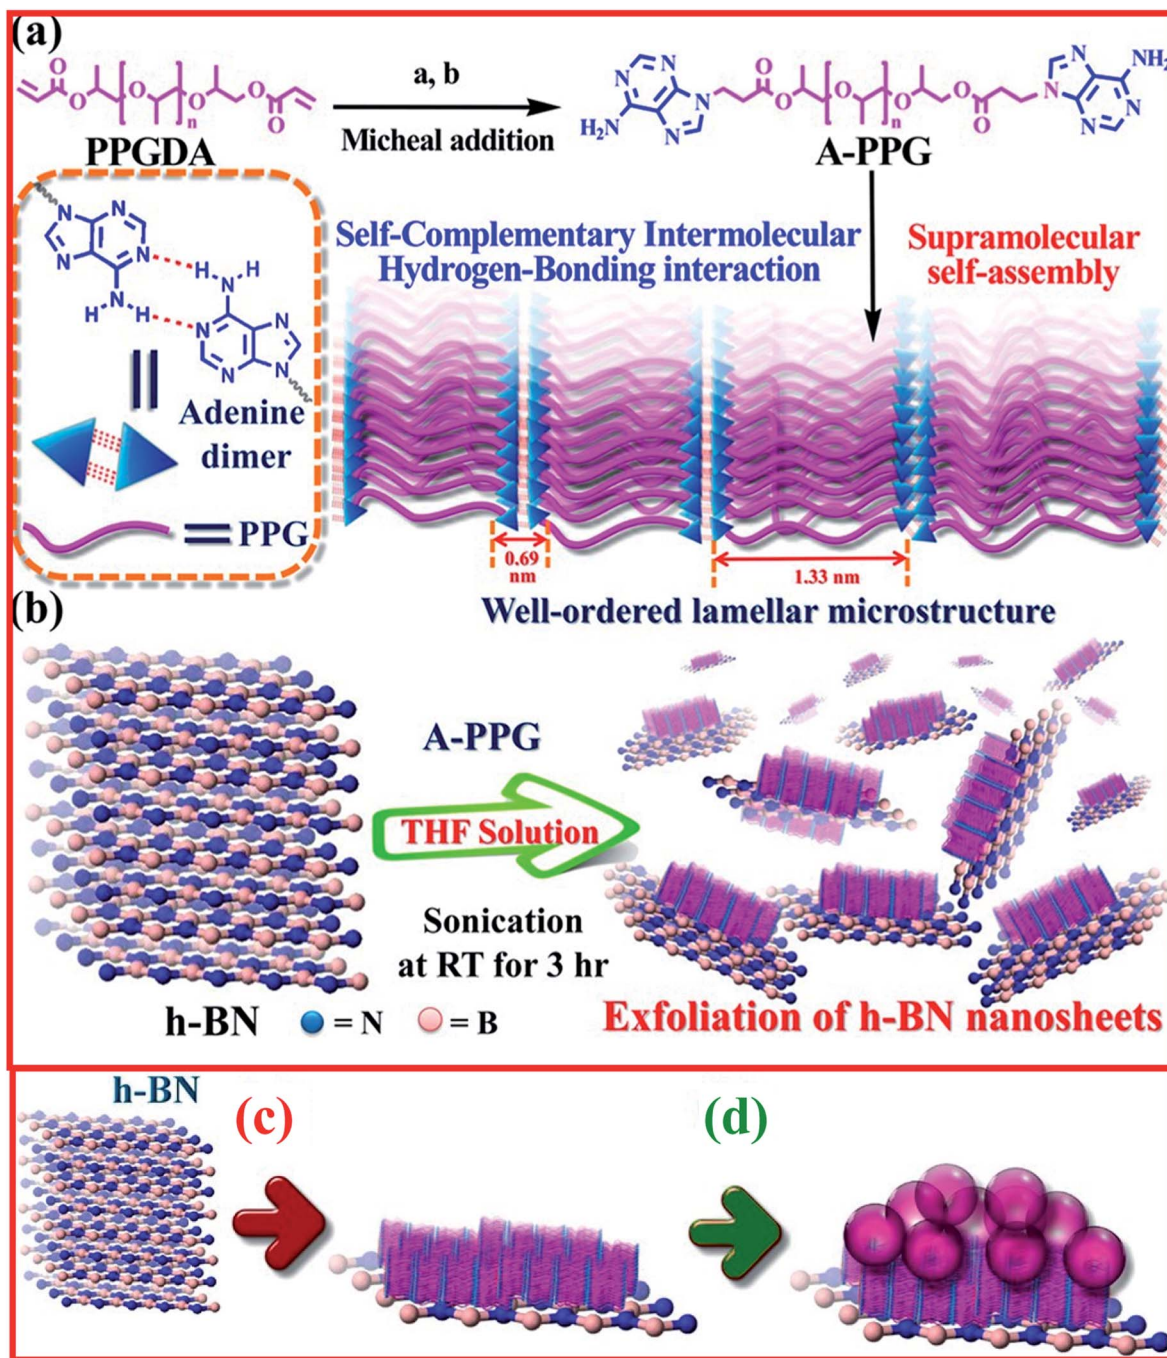 (a)
O
O
O
O
O
O
n
PPGDA
a, b
Micheal addition
N
N
N
N
H₂N
O
O
O
O
O
O
n
N
N
N
N
NH₂
A-PPG
N
N
N
N
N
H
H
H
H
N
N
N
N
N
Adenine
dimer
PPG
Self-Complementary Intermolecular
Hydrogen-Bonding interaction
Supramolecular
self-assembly
0.69
nm
1.33 nm
Well-ordered lamellar microstructure
(b)
A-PPG
THF Solution
Sonication
at RT for 3 hr
h-BN
= N
= B
Exfoliation of h-BN nanosheets
h-BN
(c)
(d)